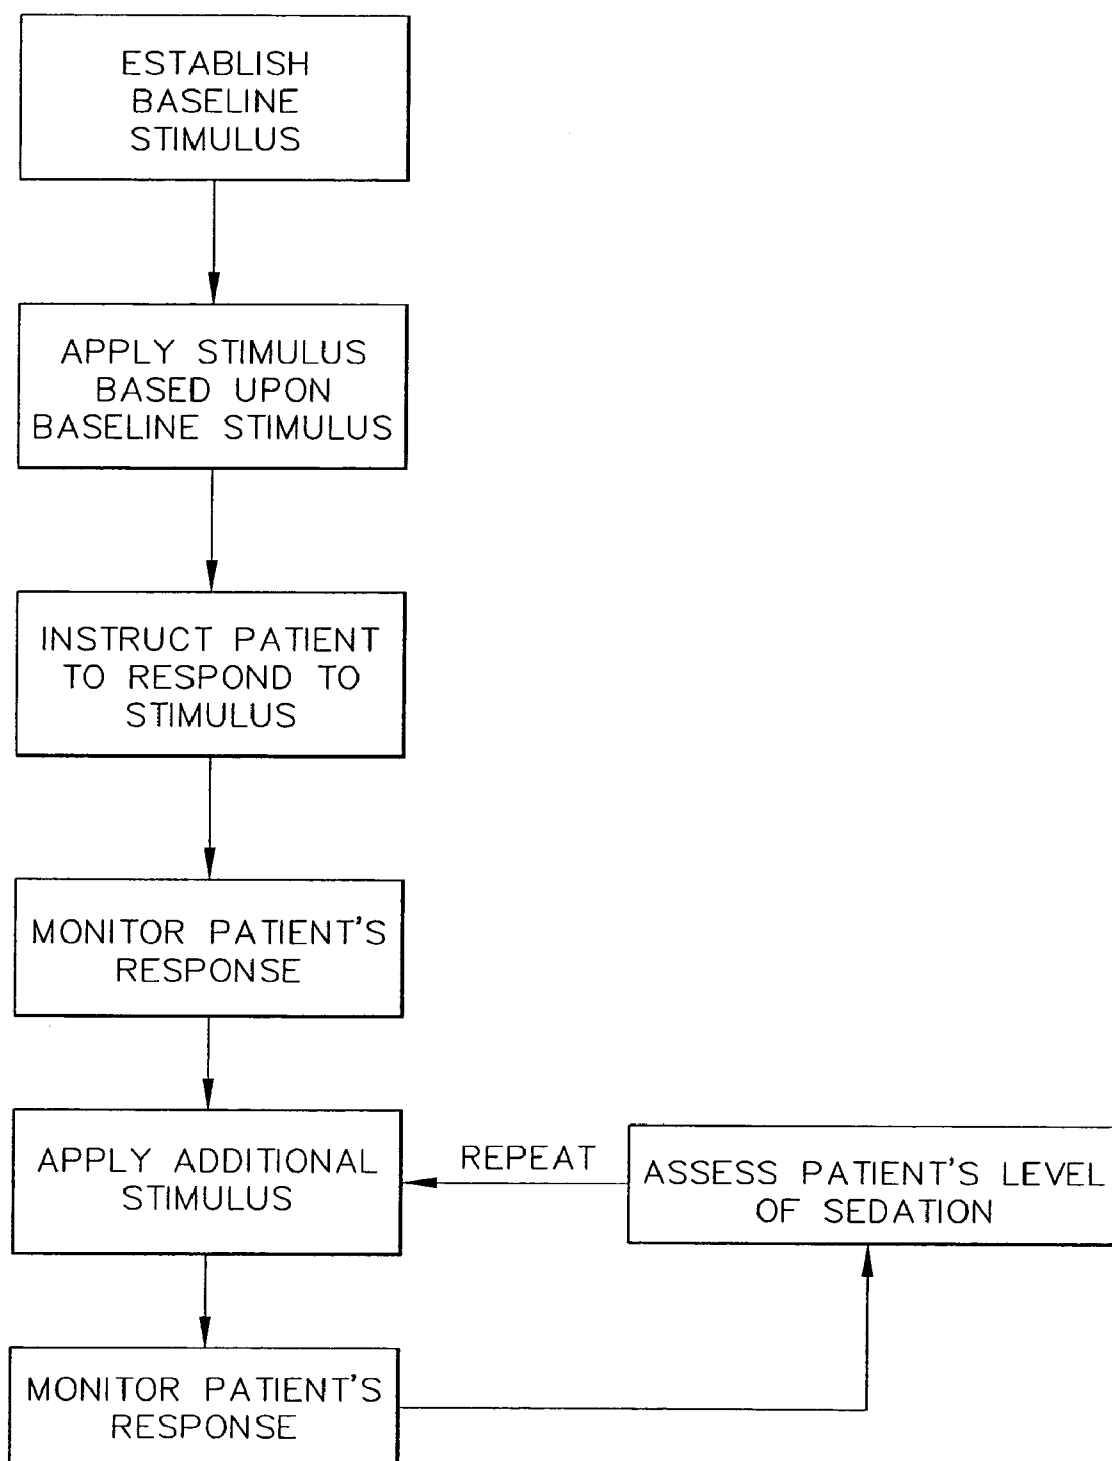 ESTABLISH
BASELINE
STIMULUS
APPLY STIMULUS
BASED UPON
BASELINE STIMULUS
INSTRUCT PATIENT
TO RESPOND TO
STIMULUS
MONITOR PATIENT'S
RESPONSE
APPLY ADDITIONAL
STIMULUS
REPEAT
ASSESS PATIENT'S LEVEL
OF SEDATION
MONITOR PATIENT'S
RESPONSE